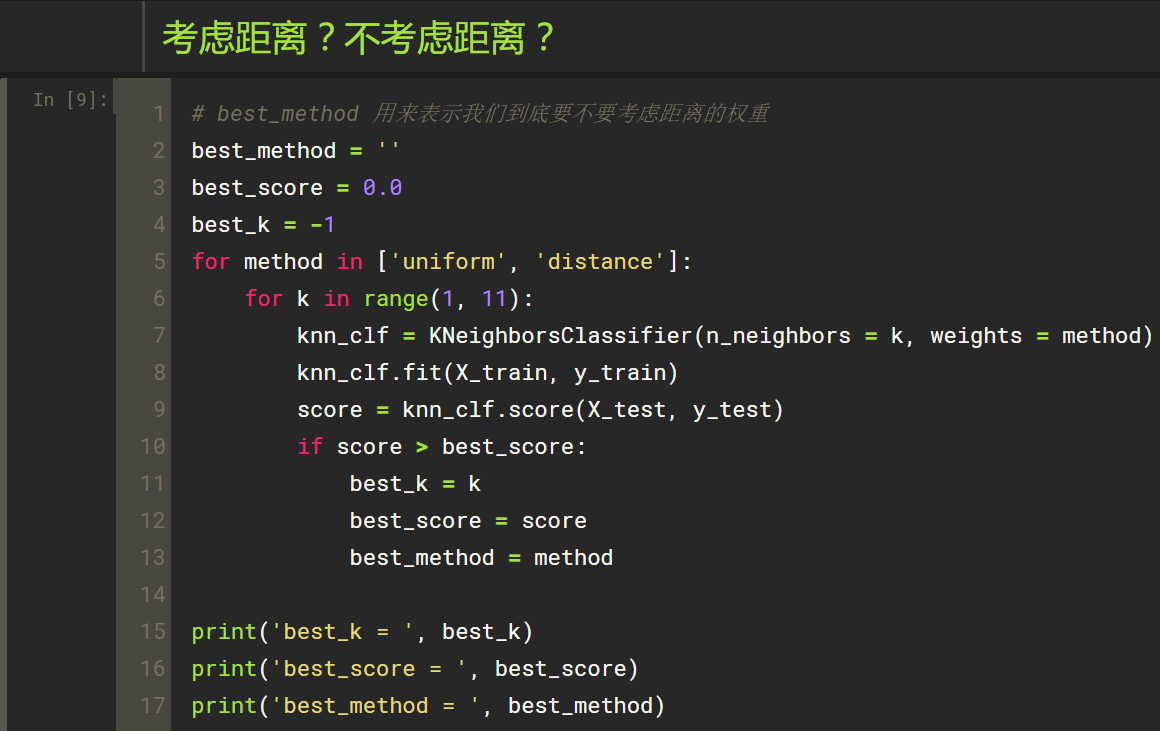 考虑距离？不考虑距离？
In [9]:
1 # best_method 用来表示我们到底要不要考虑距离的权重
2 best_method = ''
3 best_score = 0.0
4 best_k = -1
5 for method in ['uniform', 'distance']:
6     for k in range(1, 11):
7         knn_clf = KNeighborsClassifier(n_neighbors = k, weights = method)
8         knn_clf.fit(X_train, y_train)
9         score = knn_clf.score(X_test, y_test)
10         if score > best_score:
11             best_k = k
12             best_score = score
13             best_method = method
14
15 print('best_k = ', best_k)
16 print('best_score = ', best_score)
17 print('best_method = ', best_method)